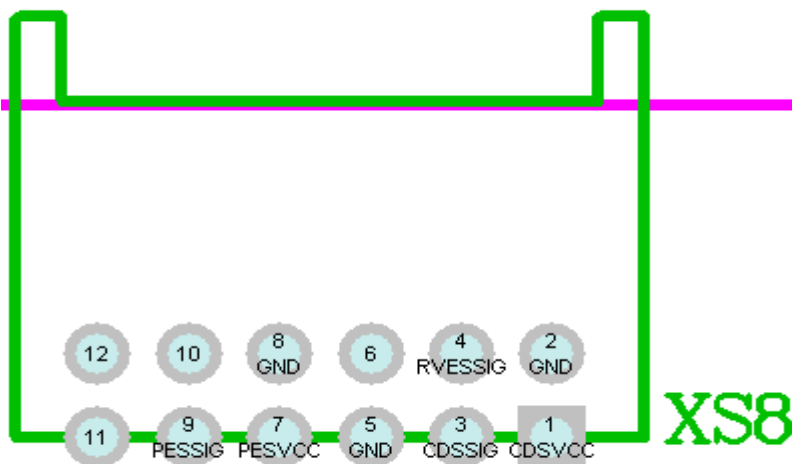 12 10 8 6 4 2
GND RVESSIG GND
11 9 7 5 3 1
PESSIG PESVCC GND CDSSIG CDSVCC
XS8